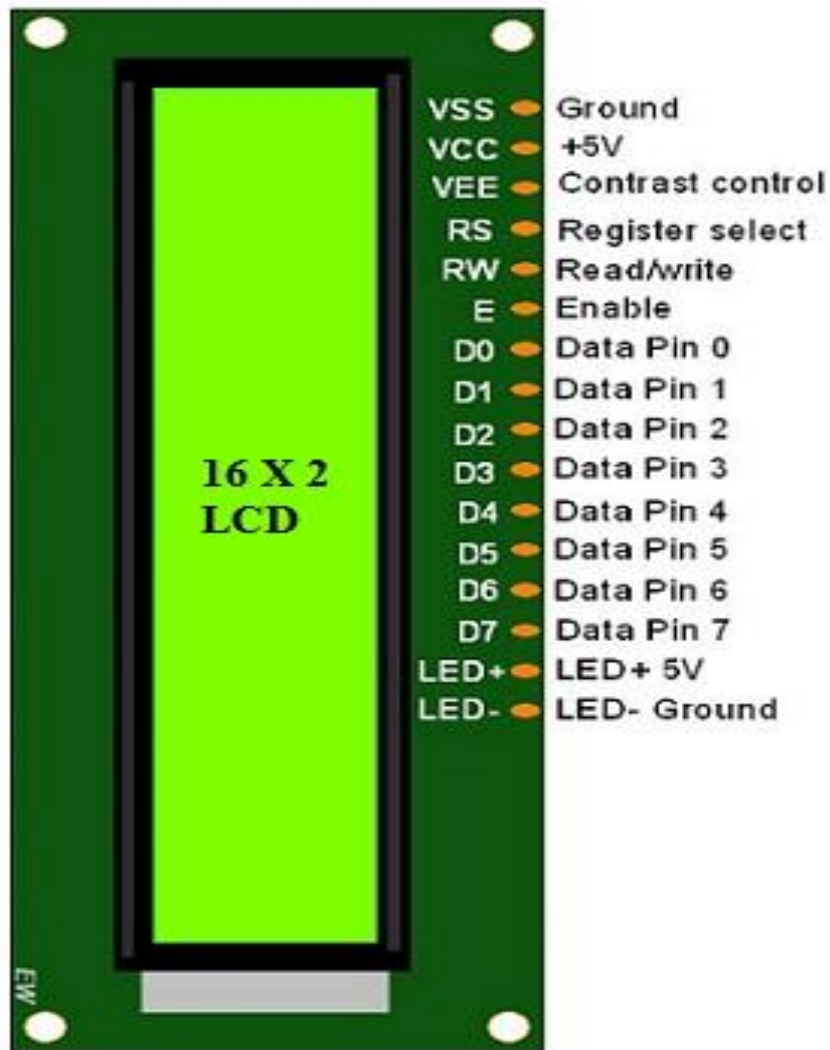 VSS Ground
VCC +5V
VEE Contrast control
RS Register select
RW Read/write
E Enable
D0 Data Pin 0
D1 Data Pin 1
D2 Data Pin 2
D3 Data Pin 3
16 X 2
LCD
D4 Data Pin 4
D5 Data Pin 5
D6 Data Pin 6
D7 Data Pin 7
LED+ LED+ 5V
LED- LED- Ground
EW